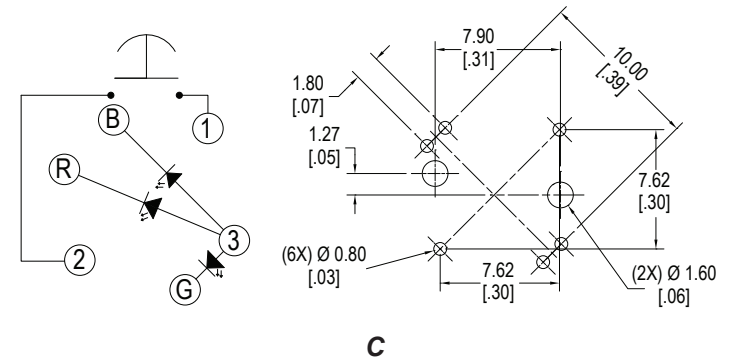 B
1
R
3
2
G
7.90
[.31]
10.00
[.39]
1.80
[.07]
1.27
[.05]
7.62
[.30]
(6X) Ø 0.80
[.03]
7.62
[.30]
(2X) Ø 1.60
[.06]
C